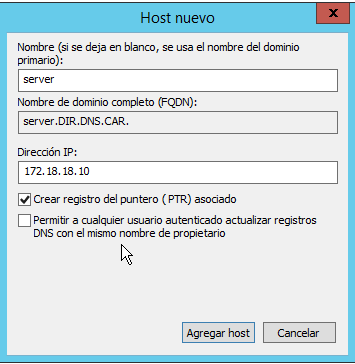 Host nuevo
x
Nombre (si se deja en blanco, se usa el nombre del dominio
primario):
server
Nombre de dominio completo (FQDN):
server.DIR.DNS.CAR.
Dirección IP:
172.18.18.10
Crear registro del puntero (PTR) asociado
Permitir a cualquier usuario autenticado actualizar registros
DNS con el mismo nombre de propietario
Agregar host
Cancelar